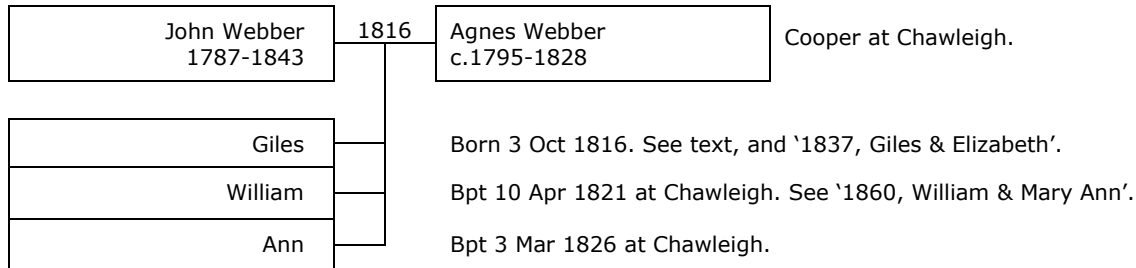 John Webber
1787-1843
1816
Agnes Webber
c.1795-1828
Cooper at Chawleigh.
Giles
Born 3 Oct 1816. See text, and ‘1837, Giles & Elizabeth’.
William
Bpt 10 Apr 1821 at Chawleigh. See ‘1860, William & Mary Ann’.
Ann
Bpt 3 Mar 1826 at Chawleigh.